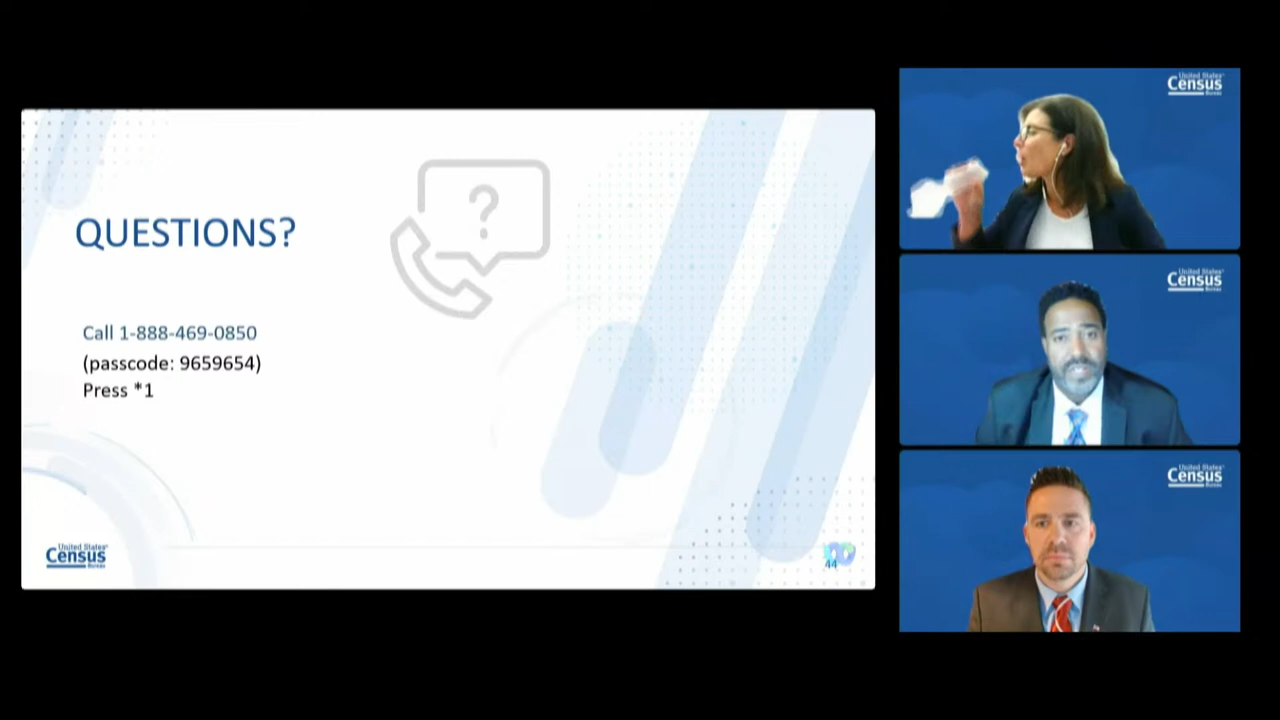 QUESTIONS?
?
Call 1-888-469-0850
(passcode: 9659654)
Press *1
United States®
Census
Bureau
44
United States®
Census
Bureau
United States®
Census
Bureau
United States®
Census
Bureau